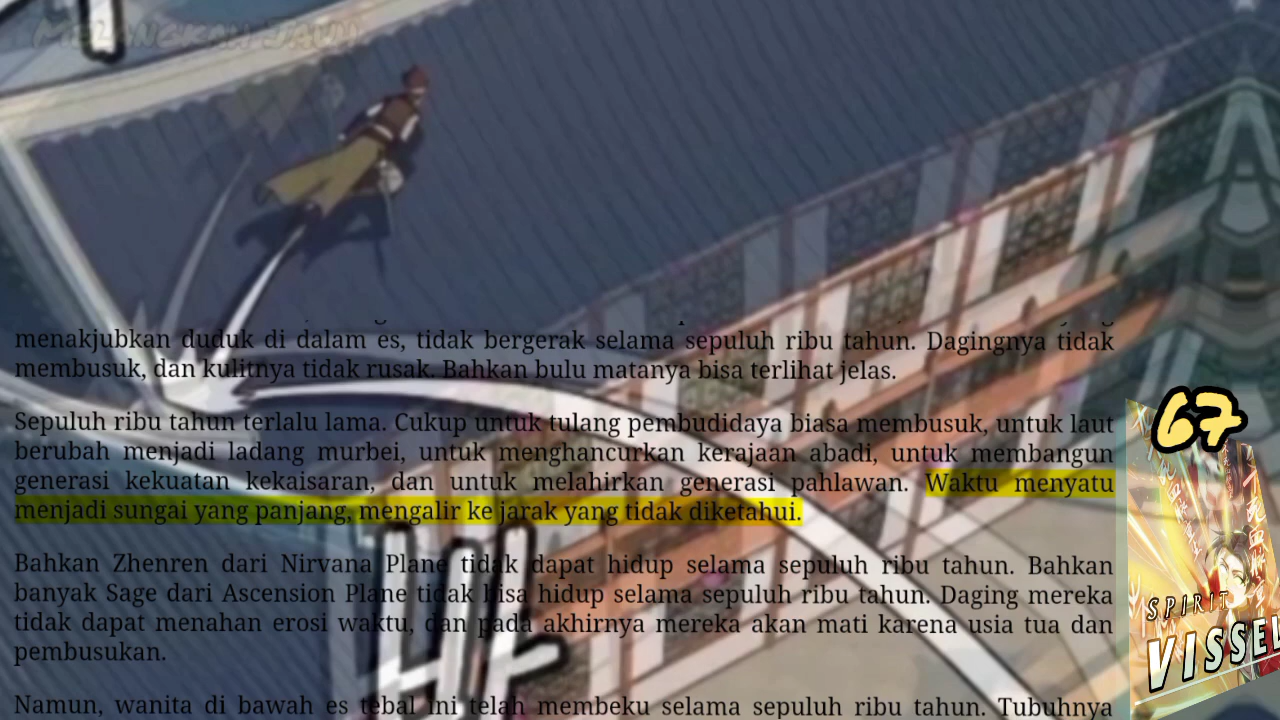 MELANGKAH JAUH
menakjubkan duduk di dalam es, tidak bergerak selama sepuluh ribu tahun. Dagingnya tidak
membusuk, dan kulitnya tidak rusak. Bahkan bulu matanya bisa terlihat jelas.
Sepuluh ribu tahun terlalu lama. Cukup untuk tulang pembudidaya biasa membusuk, untuk laut
berubah menjadi ladang murbei, untuk menghancurkan kerajaan abadi, untuk membangun
generasi kekuatan kekaisaran, dan untuk melahirkan generasi pahlawan. Waktu menyatu
menjadi sungai yang panjang, mengalir ke jarak yang tidak diketahui.
Bahkan Zhenren dari Nirvana Plane tidak dapat hidup selama sepuluh ribu tahun. Bahkan
banyak Sage dari Ascension Plane tidak bisa hidup selama sepuluh ribu tahun. Daging mereka
tidak dapat menahan erosi waktu, dan pada akhirnya mereka akan mati karena usia tua dan
pembusukan.
Namun, wanita di bawah es tebal ini telah membeku selama sepuluh ribu tahun. Tubuhnya
67
SPIRIT
VISSEL